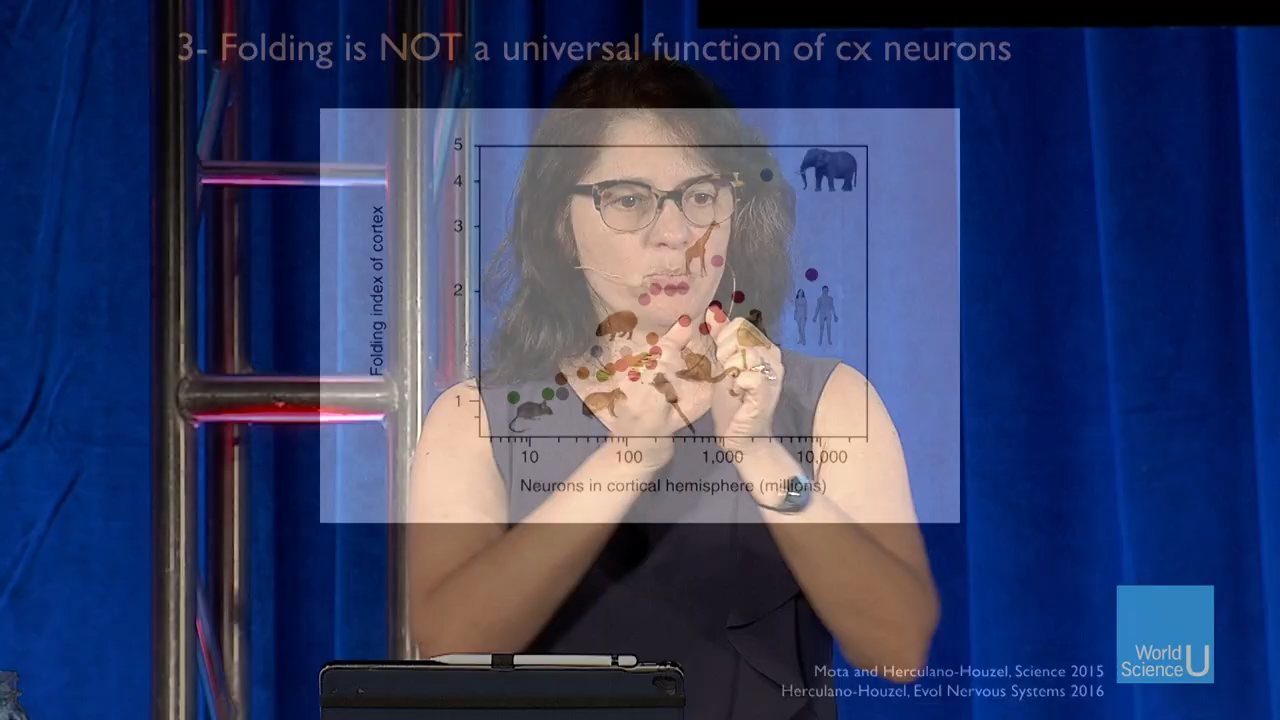 3- Folding is NOT a universal function of cx neurons
5
4
3
2
1
Folding index of cortex
10 100 1,000 10,000
Neurons in cortical hemisphere (millions)
World
Science U
Mota and Herculano-Houzel, Science 2015
Herculano-Houzel, Evol Nervous Systems 2016